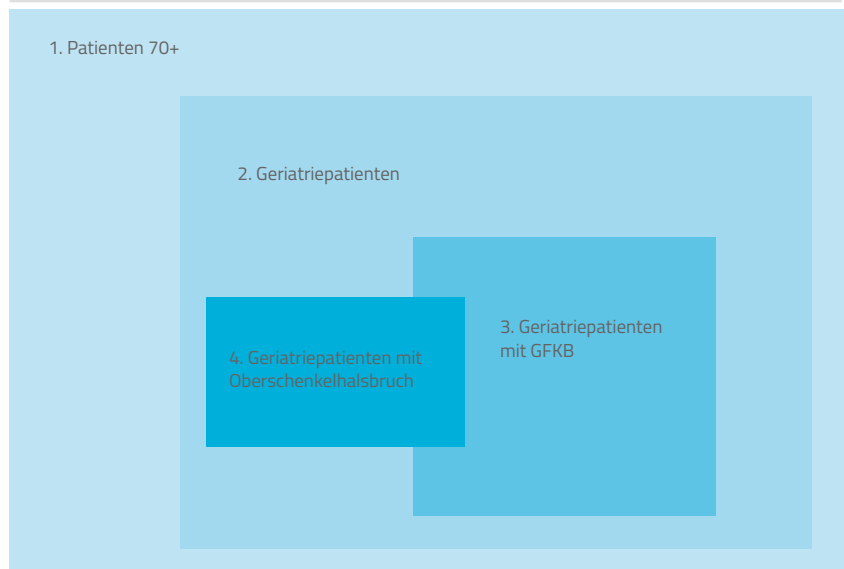 1. Patienten 70+
2. Geriatriepatienten
3. Geriatriepatienten
mit GFKB
4. Geriatriepatienten mit
Oberschenkelhalsbruch